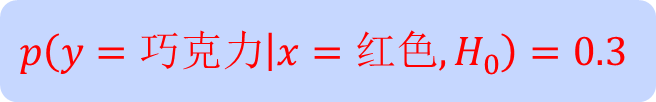 p(y = 巧克力|x = 红色, H₀) = 0.3